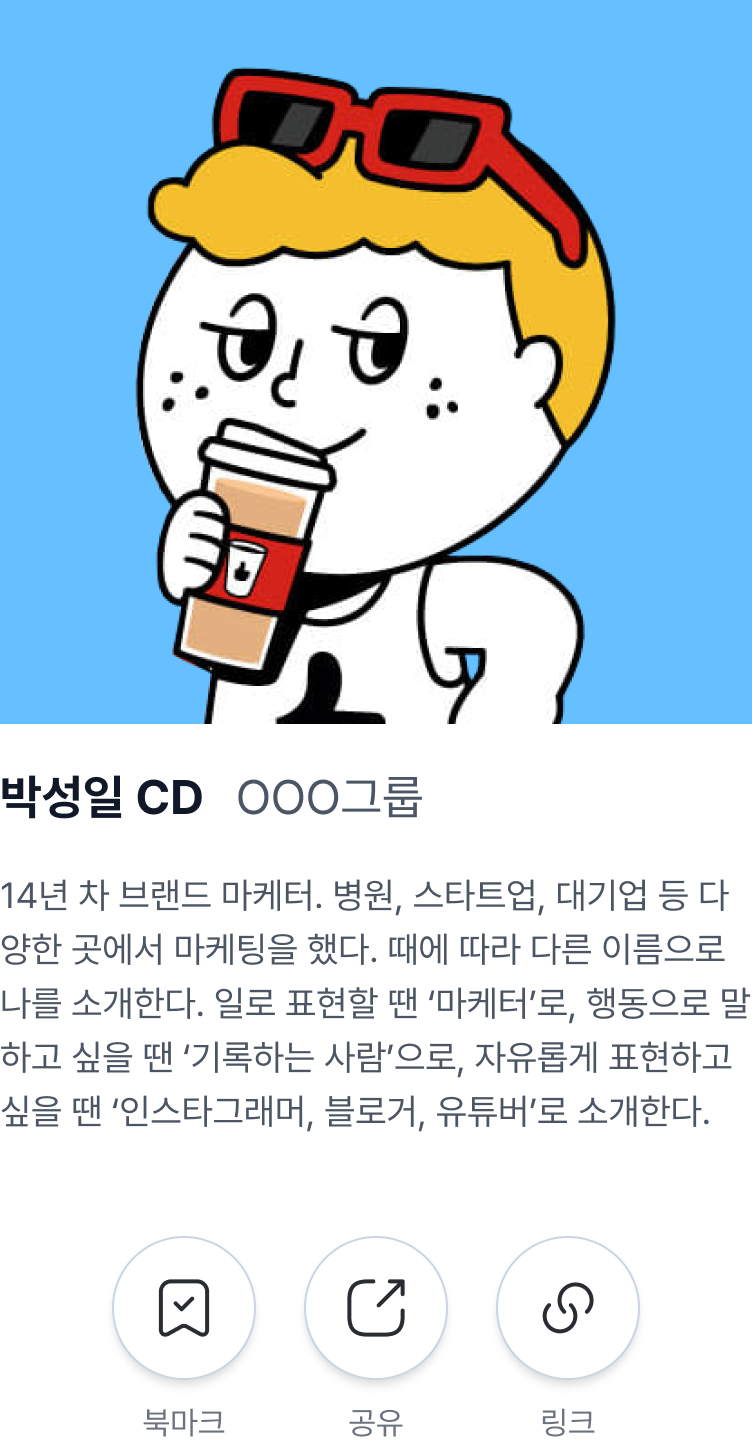 박성일 CD OOO그룹
14년 차 브랜드 마케터. 병원, 스타트업, 대기업 등 다
양한 곳에서 마케팅을 했다. 때에 따라 다른 이름으로
나를 소개한다. 일로 표현할 땐 ‘마케터’로, 행동으로 말
하고 싶을 땐 ‘기록하는 사람’으로, 자유롭게 표현하고
싶을 땐 ‘인스타그래머, 블로거, 유튜버’로 소개한다.
북마크 공유 링크